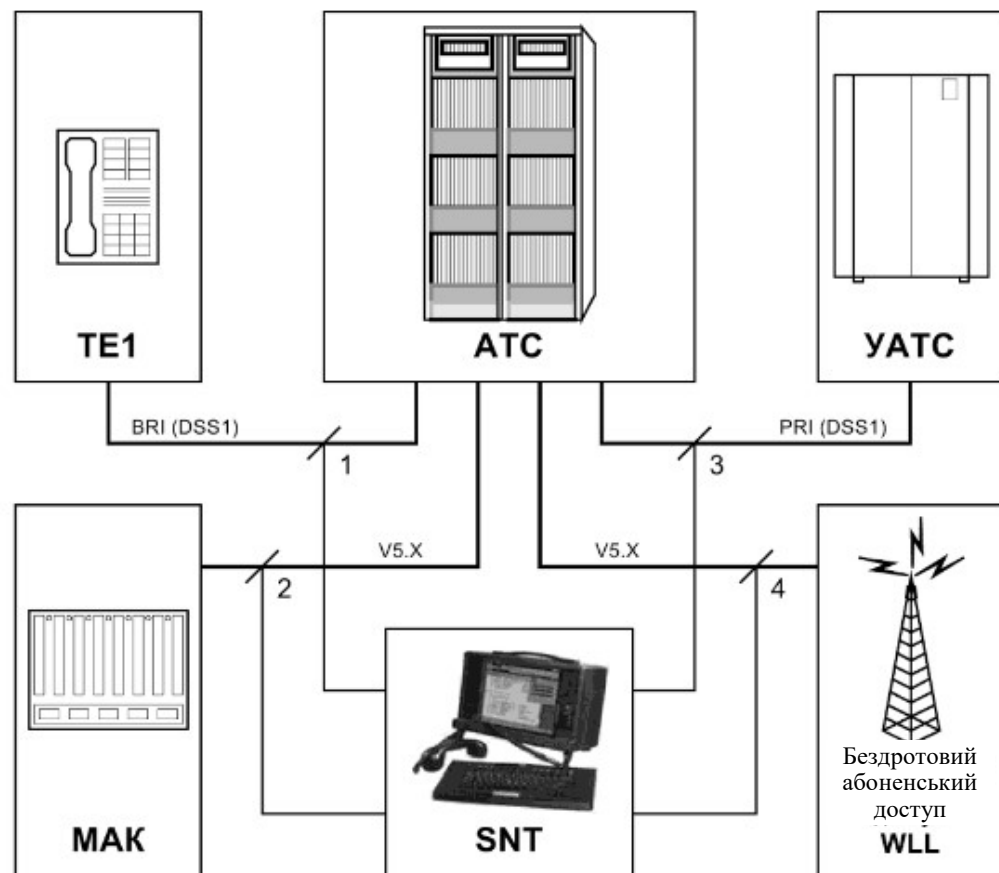 TE1
АТС
УАТС
BRI (DSS1)
PRI (DSS1)
1
3
V5.X
V5.X
2
4
МАК
SNT
Бездротовий
абоненський
доступ
WLL